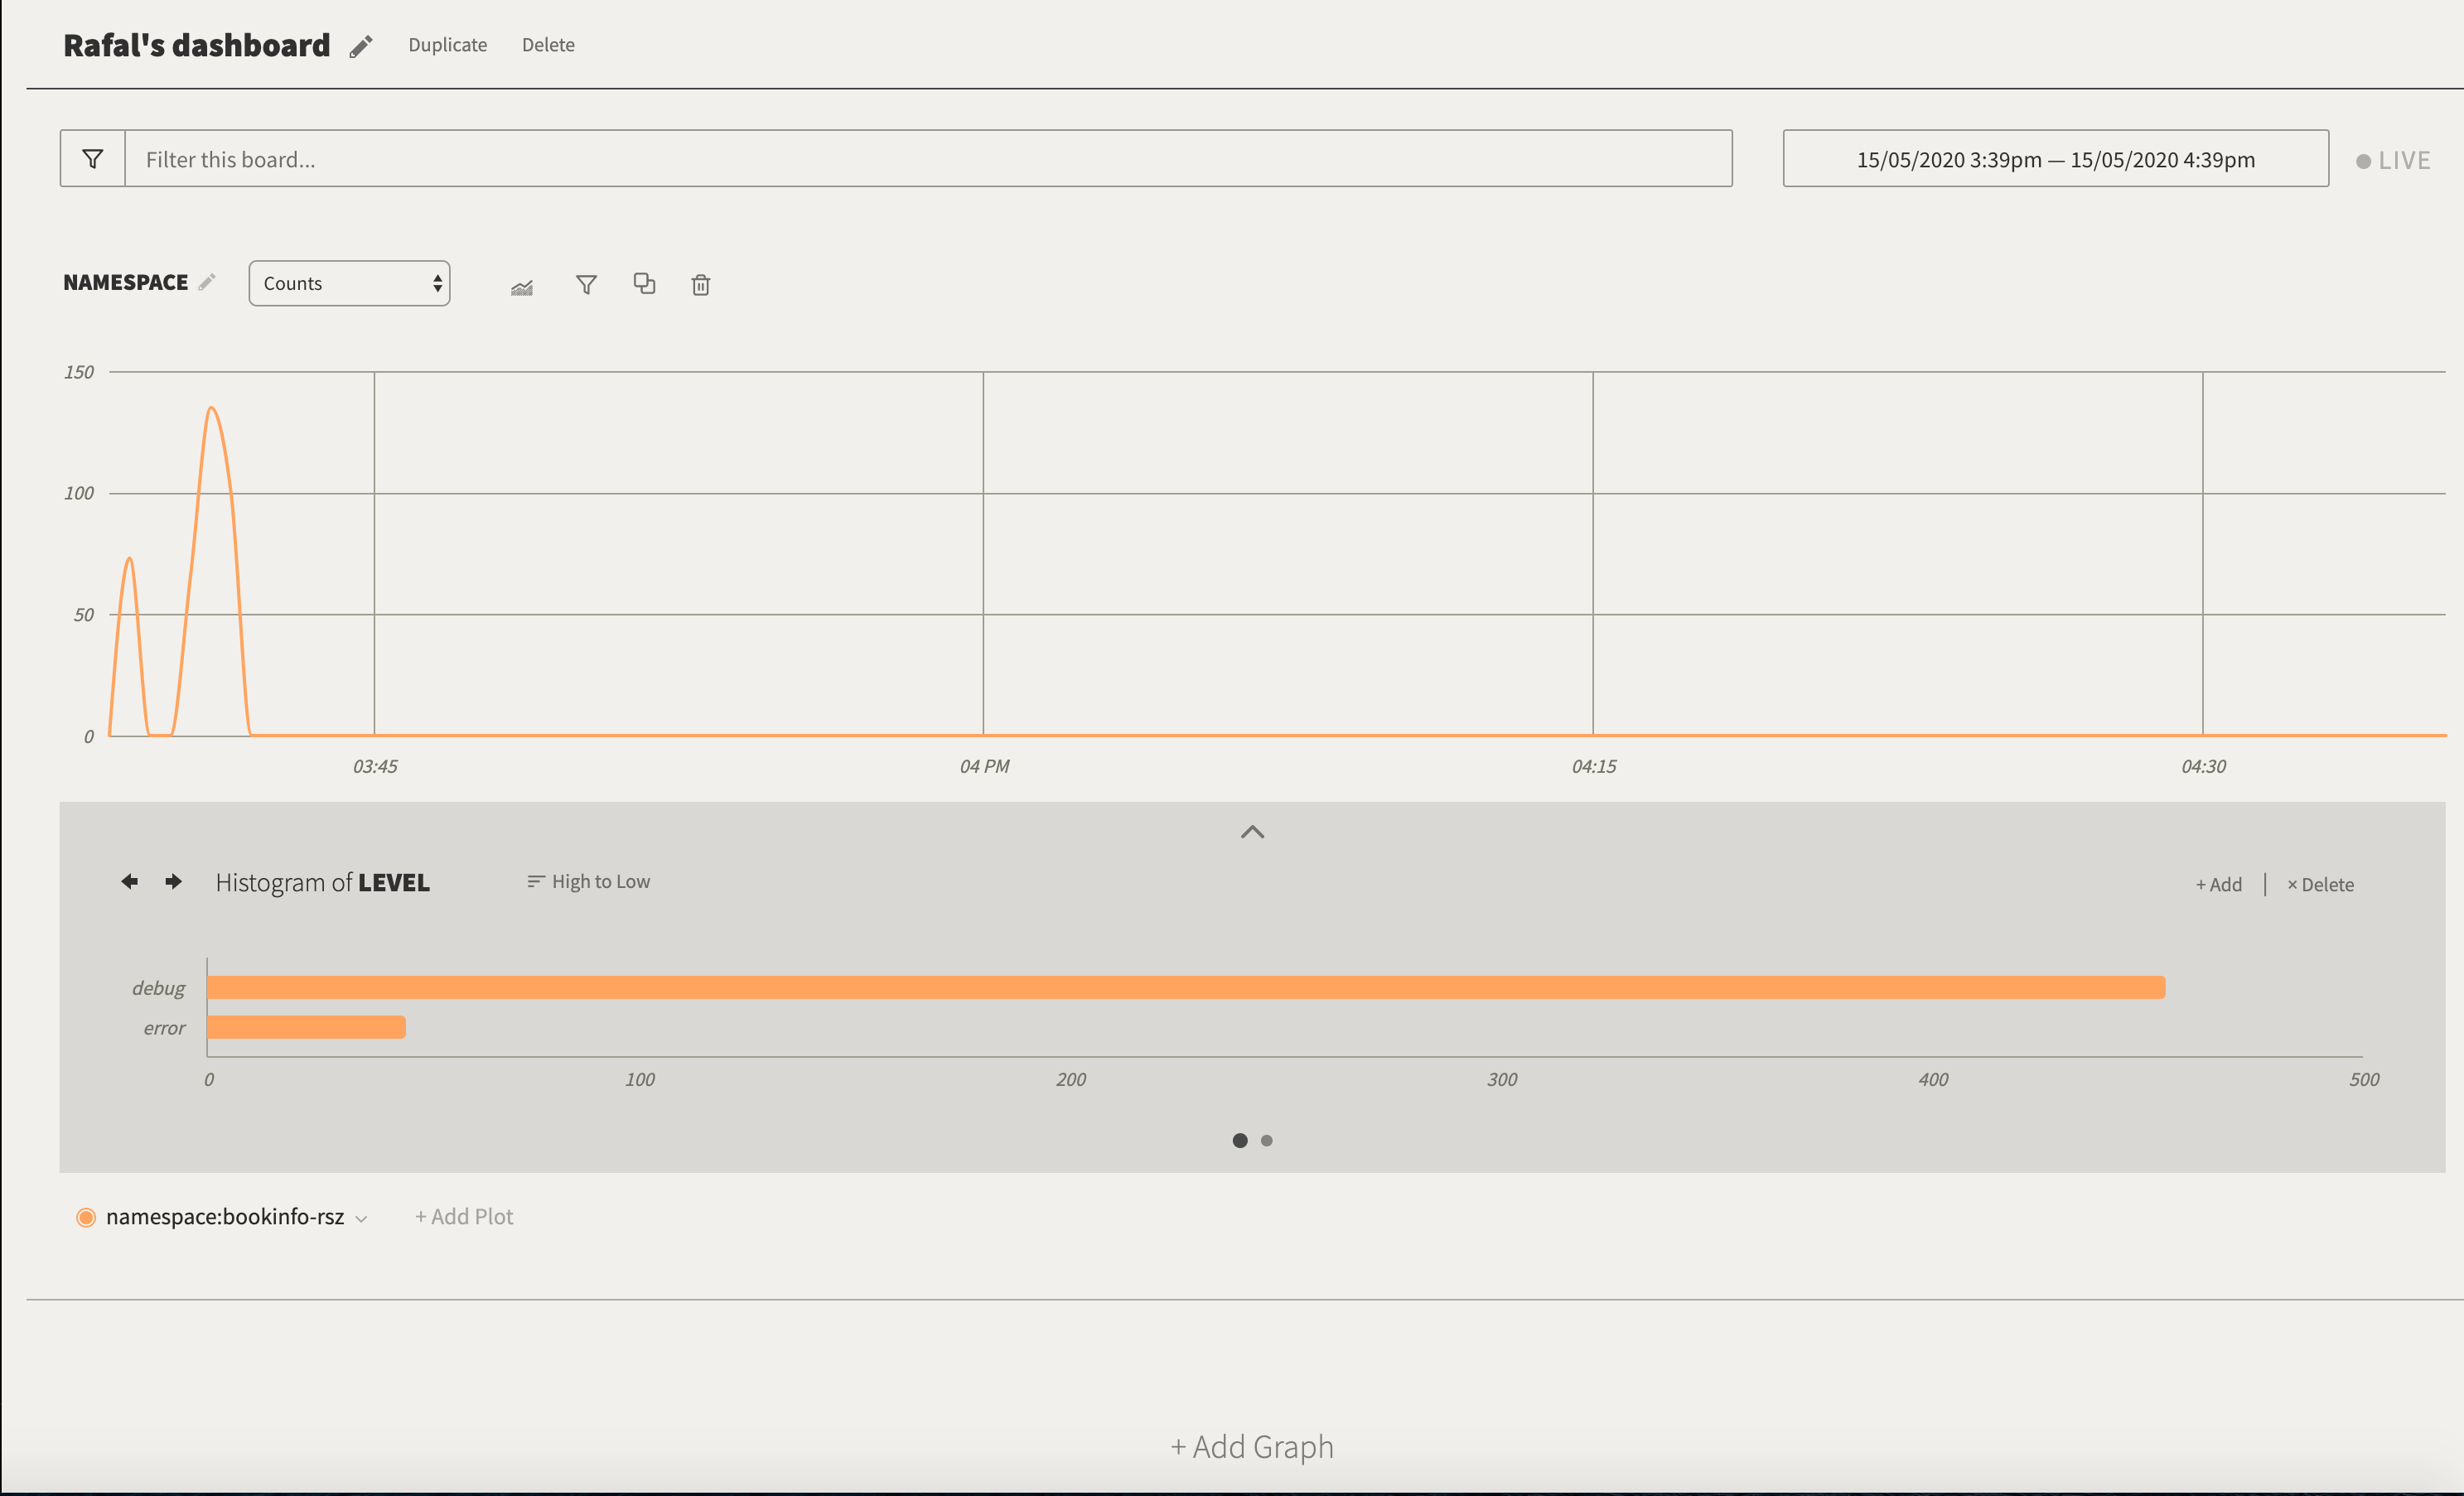 Rafal's dashboard Duplicate Delete
Filter this board... 15/05/2020 3:39pm — 15/05/2020 4:39pm LIVE
NAMESPACE Counts
150
100
50
0
03:45 04 PM 04:15 04:30
Histogram of LEVEL High to Low + Add × Delete
debug
error
0 100 200 300 400 500
namespace:bookinfo-rsz + Add Plot
+ Add Graph